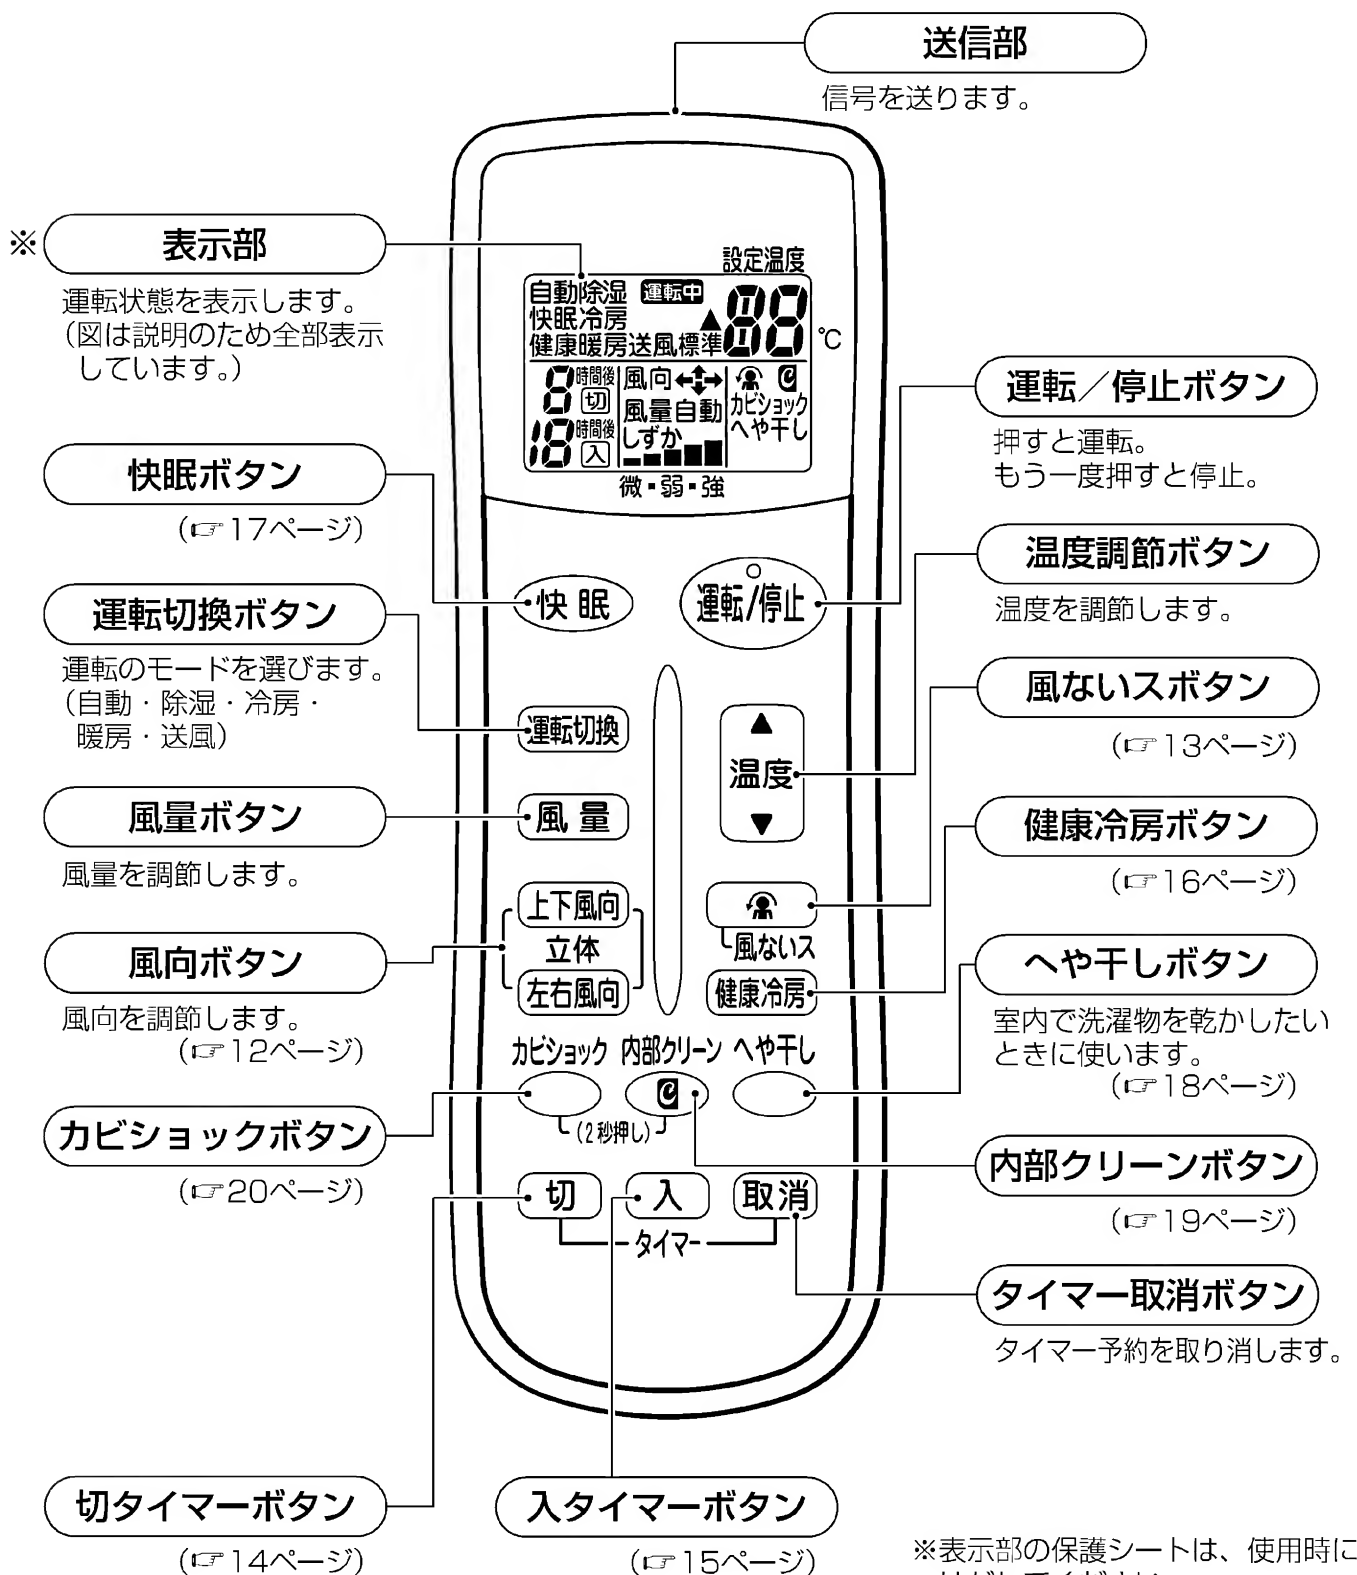 送信部
信号を送ります。
※表示部
運転状態を表示します。
(図は説明のため全部表示
しています。)
設定温度
自動除湿 運転中
快眠冷房 ▲88℃
健康暖房送風標準
8時間後 切
18時間後 入
風向
風量自動
しずか
カビショック
へや干し
微・弱・強
快眠ボタン
(☞17ページ)
運転切換ボタン
運転のモードを選びます。
(自動・除湿・冷房・
暖房・送風)
風量ボタン
風量を調節します。
風向ボタン
風向を調節します。
(☞12ページ)
カビショックボタン
(☞20ページ)
快眠
運転/停止
運転切換
▲
温度
▼
風量
上下風向
立体
左右風向
風ないス
健康冷房
カビショック 内部クリーン へや干し
(2秒押し)
切 入 取消
タイマー
運転/停止ボタン
押すと運転。
もう一度押すと停止。
温度調節ボタン
温度を調節します。
風ないスボタン
(☞13ページ)
健康冷房ボタン
(☞16ページ)
へや干しボタン
室内で洗濯物を乾かしたい
ときに使います。
(☞18ページ)
内部クリーンボタン
(☞19ページ)
タイマー取消ボタン
タイマー予約を取り消します。
切タイマーボタン
(☞14ページ)
入タイマーボタン
(☞15ページ)
※表示部の保護シートは、使用時に